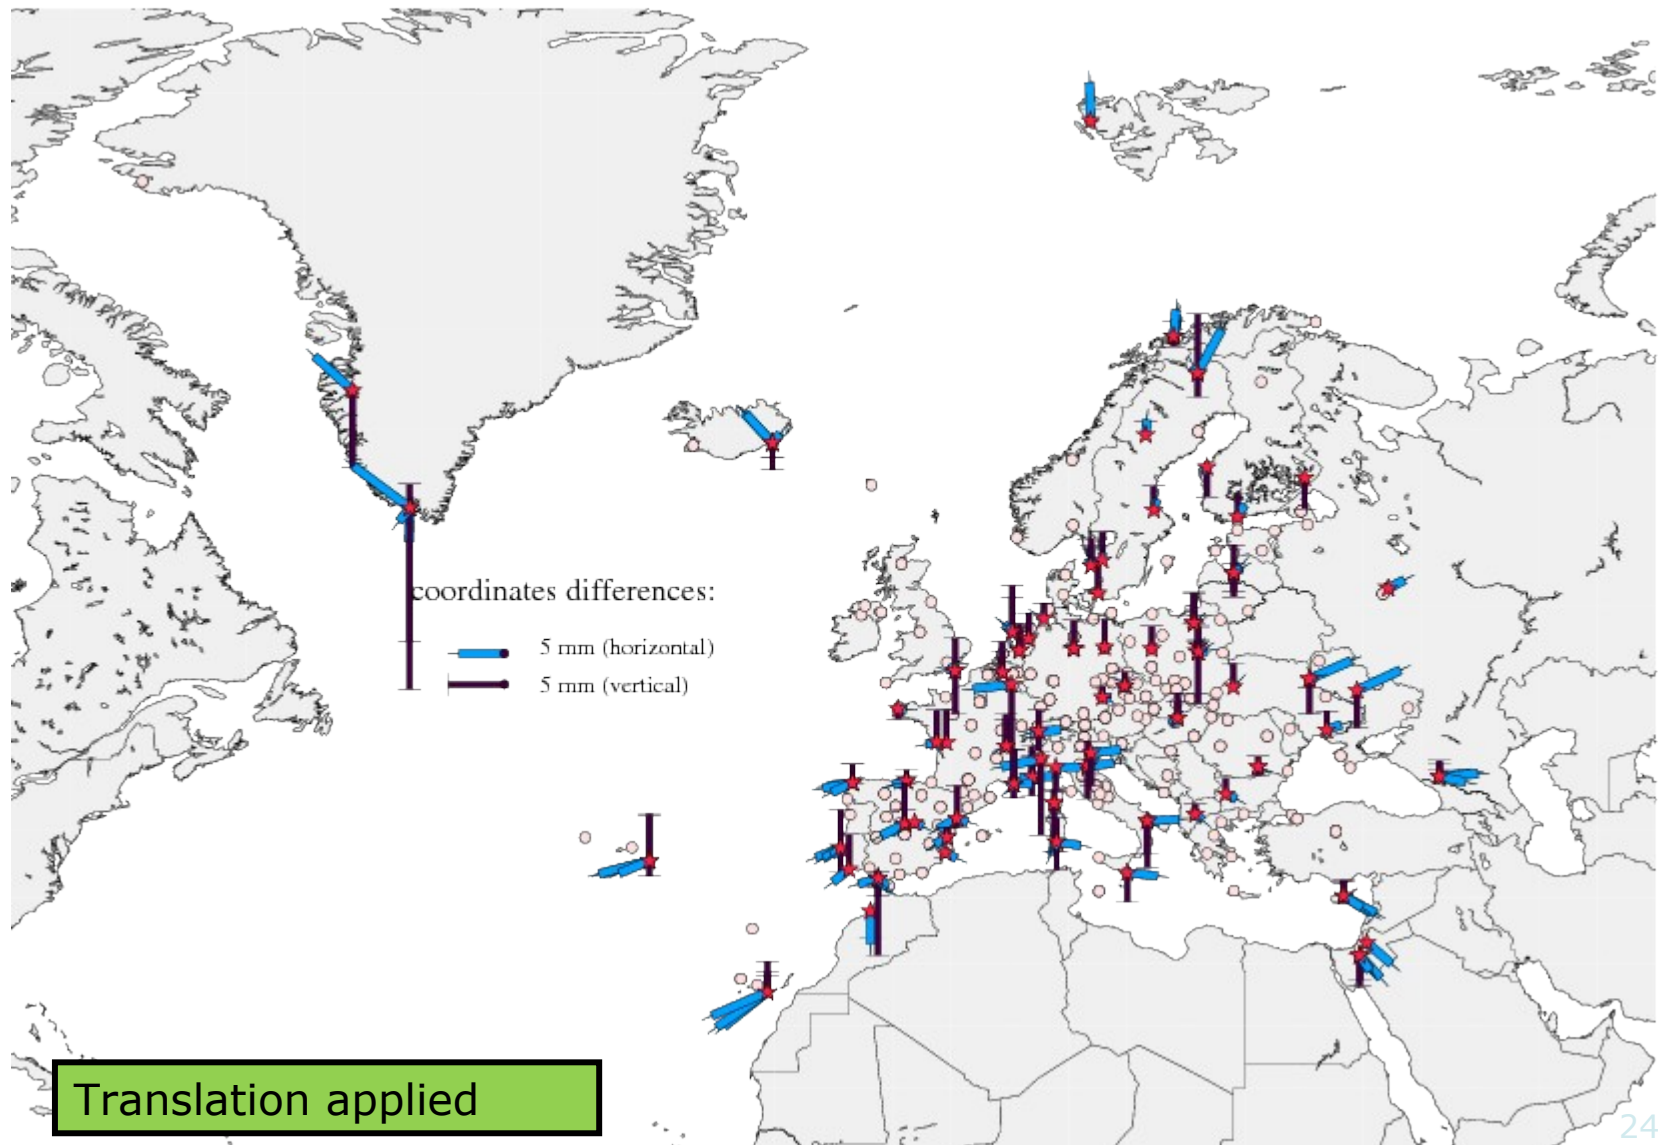 coordinates differences:
5 mm (horizontal)
5 mm (vertical)
Translation applied
24